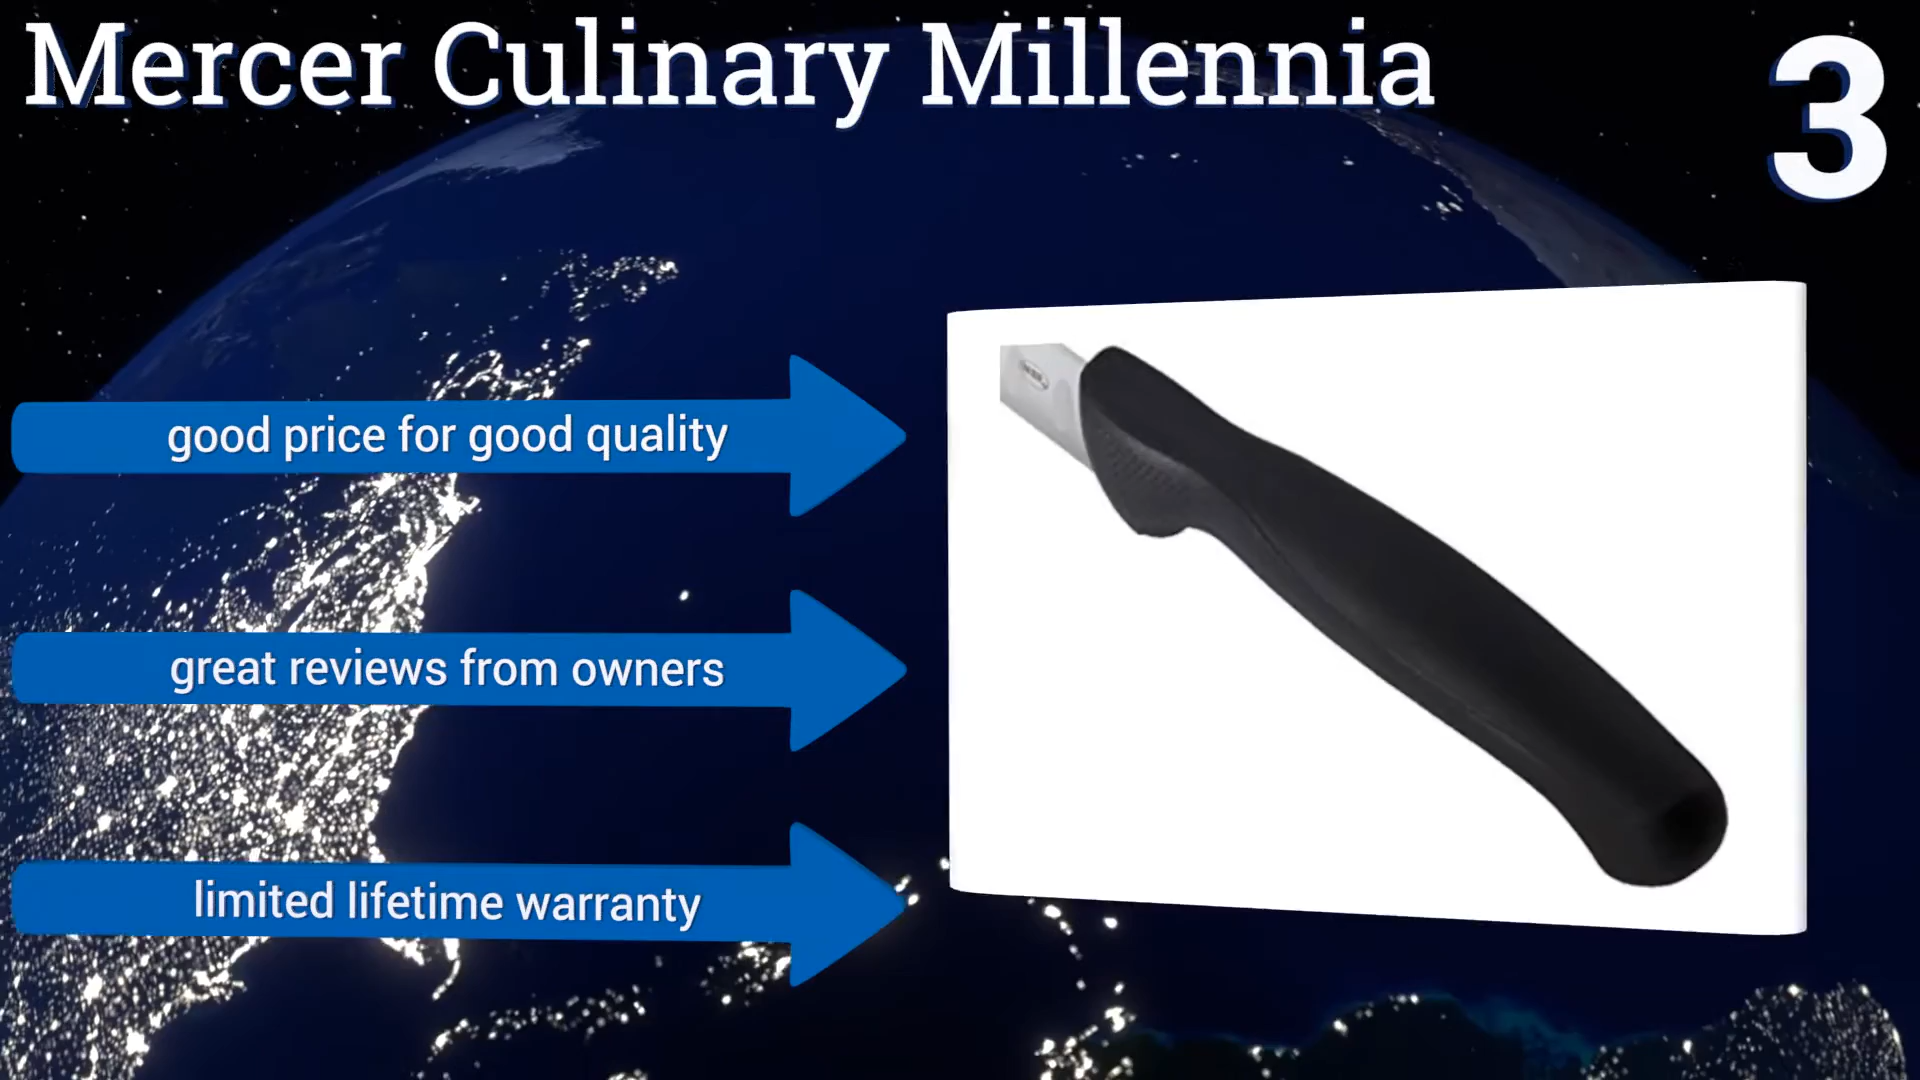 Mercer Culinary Millennia
3
good price for good quality
great reviews from owners
limited lifetime warranty